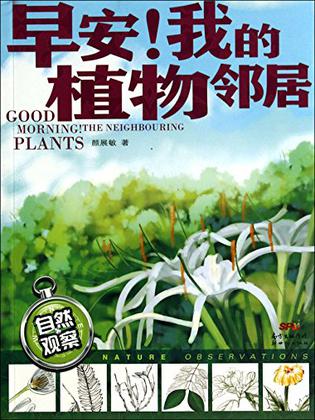 早安!我的
植物邻居
GOOD
MORNING!THE NEIGHBOURING
PLANTS
颜展敏 著
自然
观察
NATURE OBSERVATIONS